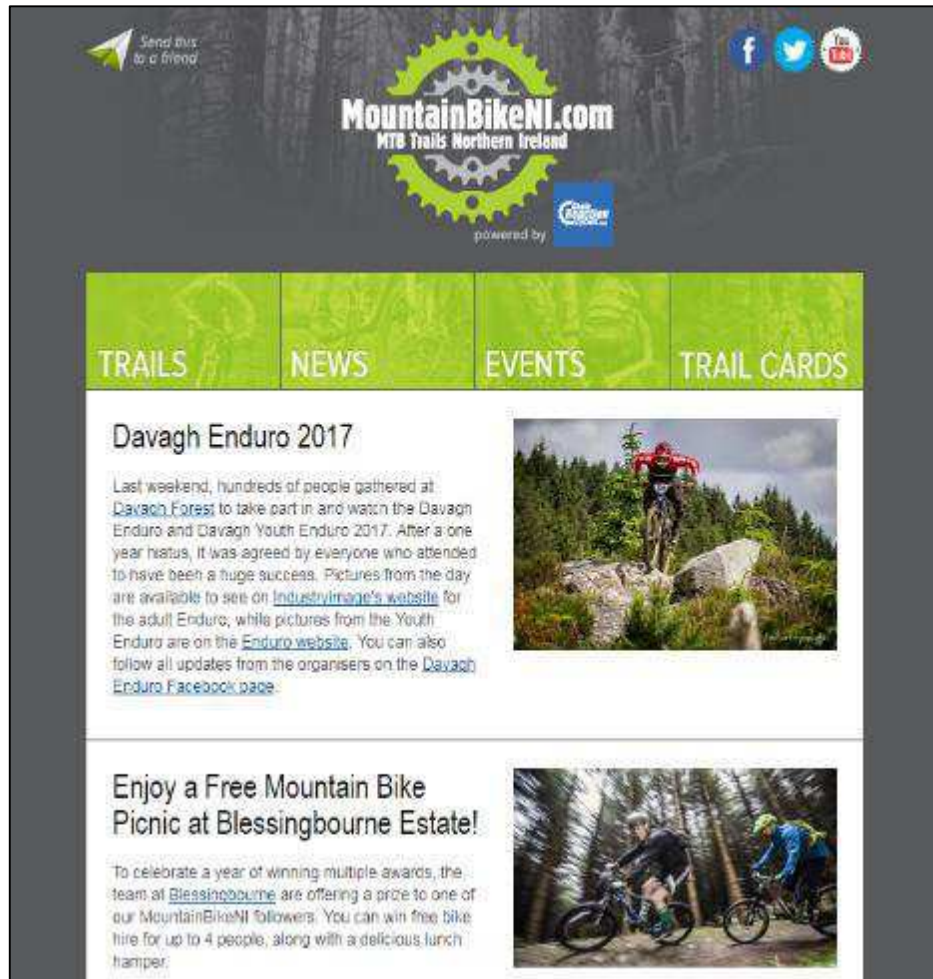 Send this
to a friend
You
Tube
MountainBikeNI.com
MTB Trails Northern Ireland
powered by
Chain
Reaction
TRAILS
NEWS
EVENTS
TRAIL CARDS
Davagh Enduro 2017
Last weekend, hundreds of people gathered at
Davagh Forest to take part in and watch the Davagh
Enduro and Davagh Youth Enduro 2017. After a one
year hiatus, it was agreed by everyone who attended
to have been a huge success. Pictures from the day
are available to see on Industryimage's website for
the adult Enduro, while pictures from the Youth
Enduro are on the Enduro website. You can also
follow all updates from the organisers on the Davagh
Enduro Facebook page.
Enjoy a Free Mountain Bike
Picnic at Blessingbourne Estate!
To celebrate a year of winning multiple awards, the
team at Blessingbourne are offering a prize to one of
our MountainBikeNI followers. You can win free bike
hire for up to 4 people, along with a delicious lunch
hamper.